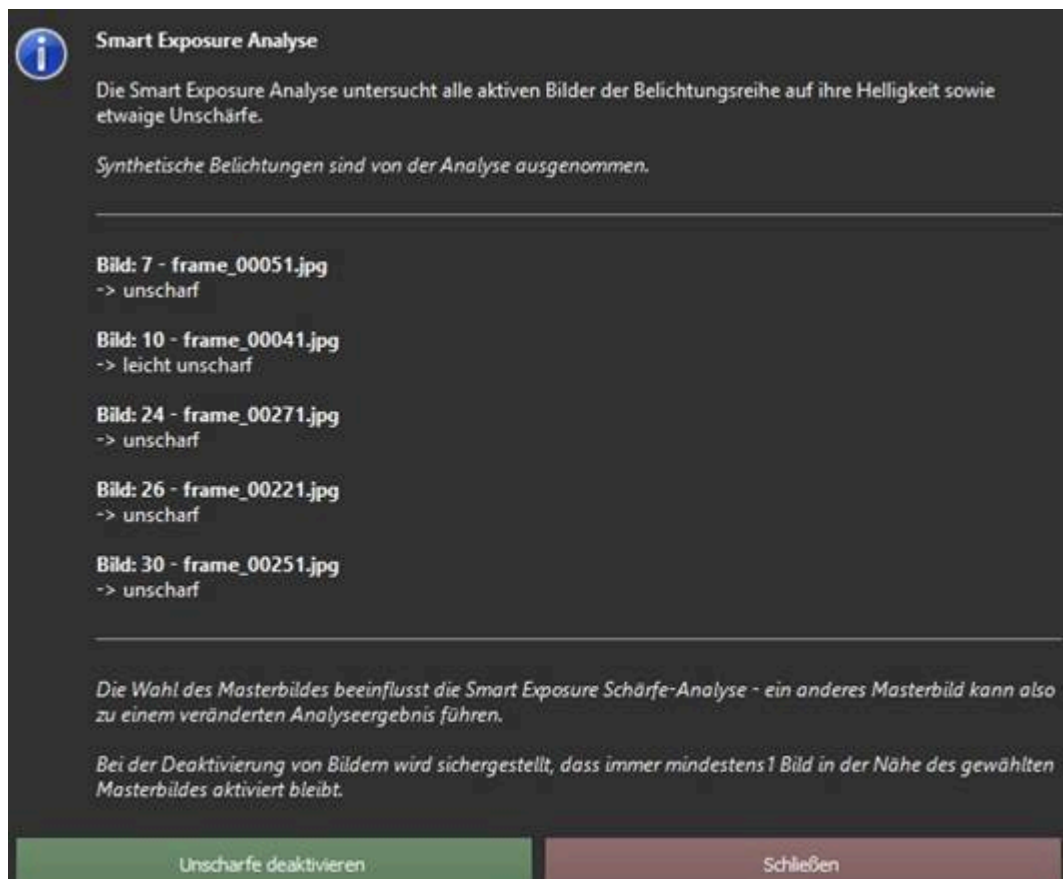 Smart Exposure Analyse
Die Smart Exposure Analyse untersucht alle aktiven Bilder der Belichtungsreihe auf ihre Helligkeit sowie
etwaige Unschärfe.
Synthetische Belichtungen sind von der Analyse ausgenommen.
Bild: 7 - frame_00051.jpg
-> unscharf
Bild: 10 - frame_00041.jpg
-> leicht unscharf
Bild: 24 - frame_00271.jpg
-> unscharf
Bild: 26 - frame_00221.jpg
-> unscharf
Bild: 30 - frame_00251.jpg
-> unscharf
Die Wahl des Masterbildes beeinflusst die Smart Exposure Schärfe-Analyse - ein anderes Masterbild kann also
zu einem veränderten Analyseergebnis führen.
Bei der Deaktivierung von Bildern wird sichergestellt, dass immer mindestens 1 Bild in der Nähe des gewählten
Masterbildes aktiviert bleibt.
Unscharfe deaktivieren
Schließen